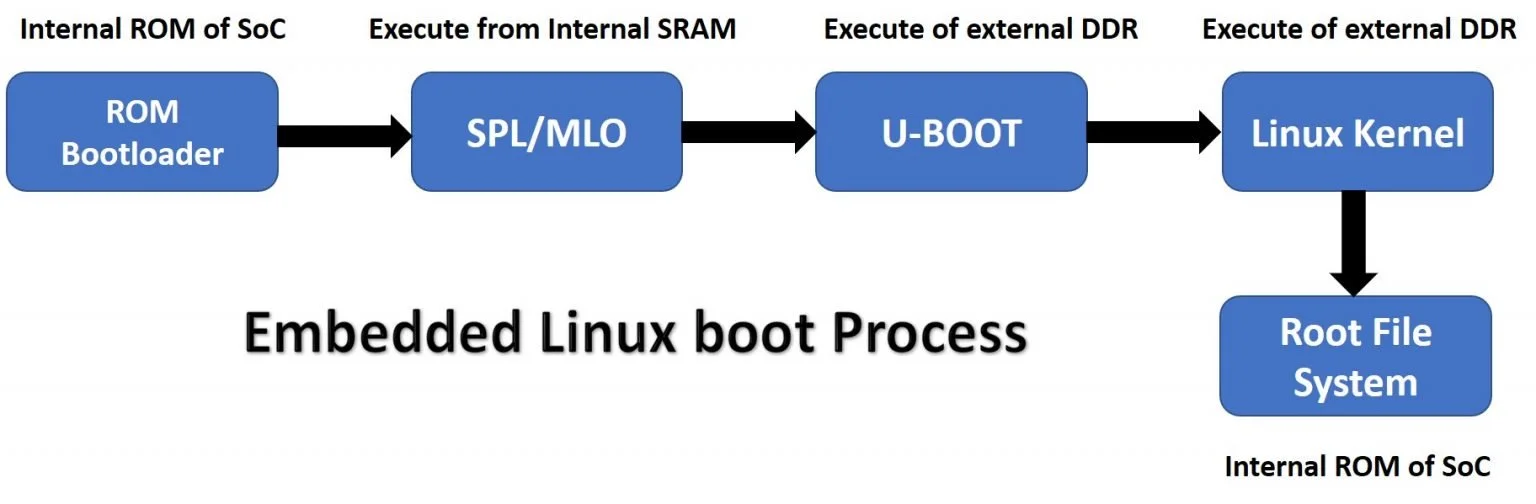 Internal ROM of SoC
Execute from Internal SRAM
Execute of external DDR
Execute of external DDR
ROM
Bootloader
SPL/MLO
U-BOOT
Linux Kernel
Embedded Linux boot Process
Root File
System
Internal ROM of SoC